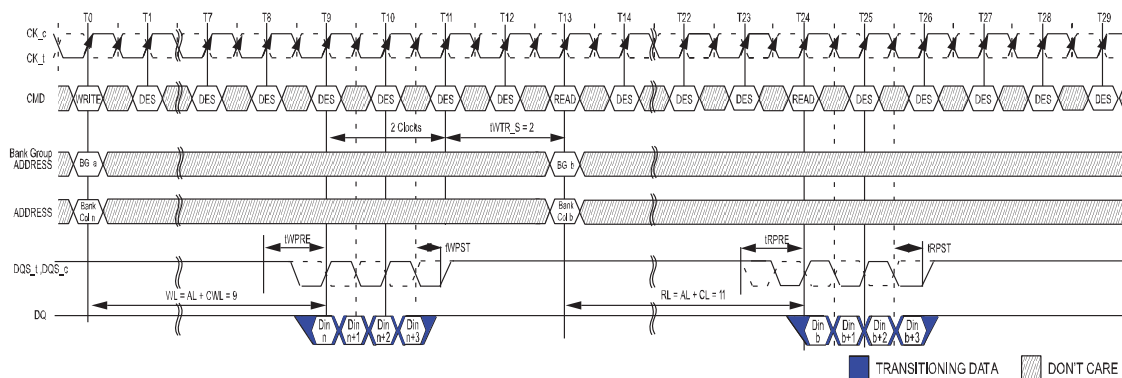 T0 T1 T7 T8 T9 T10 T11 T12 T13 T14 T22 T23 T24 T25 T26 T27 T28 T29
CK_c
CK_t
CMD WRITE DES DES DES DES DES DES DES READ DES DES DES READ DES DES DES DES DES
2 Clocks tWTR_S = 2
Bank Group
ADDRESS BG a BG b
ADDRESS Bank Col n Bank Col b
tWPRE tWPST tRPRE tRPST
DQS_t ,DQS_c
WL = AL + CWL = 9 RL = AL + CL = 11
DQ Din n Din n+1 Din n+2 Din n+3 Din b Din b+1 Din b+2 Din b+3
TRANSITIONING DATA DON'T CARE